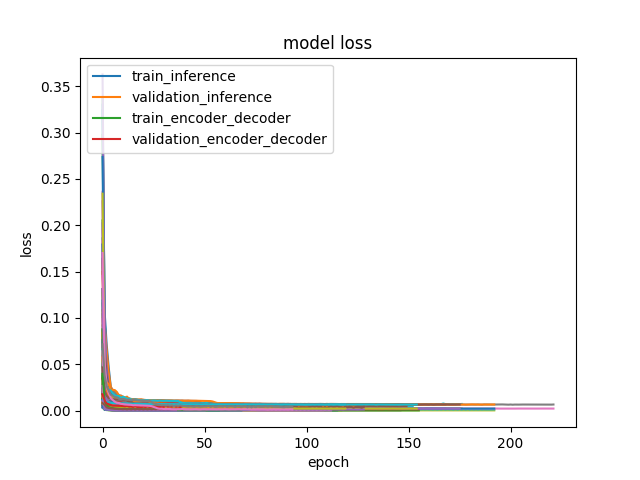 model loss
train_inference
validation_inference
train_encoder_decoder
validation_encoder_decoder
0.35
0.30
0.25
0.20
0.15
0.10
0.05
0.00
loss
0 50 100 150 200
epoch